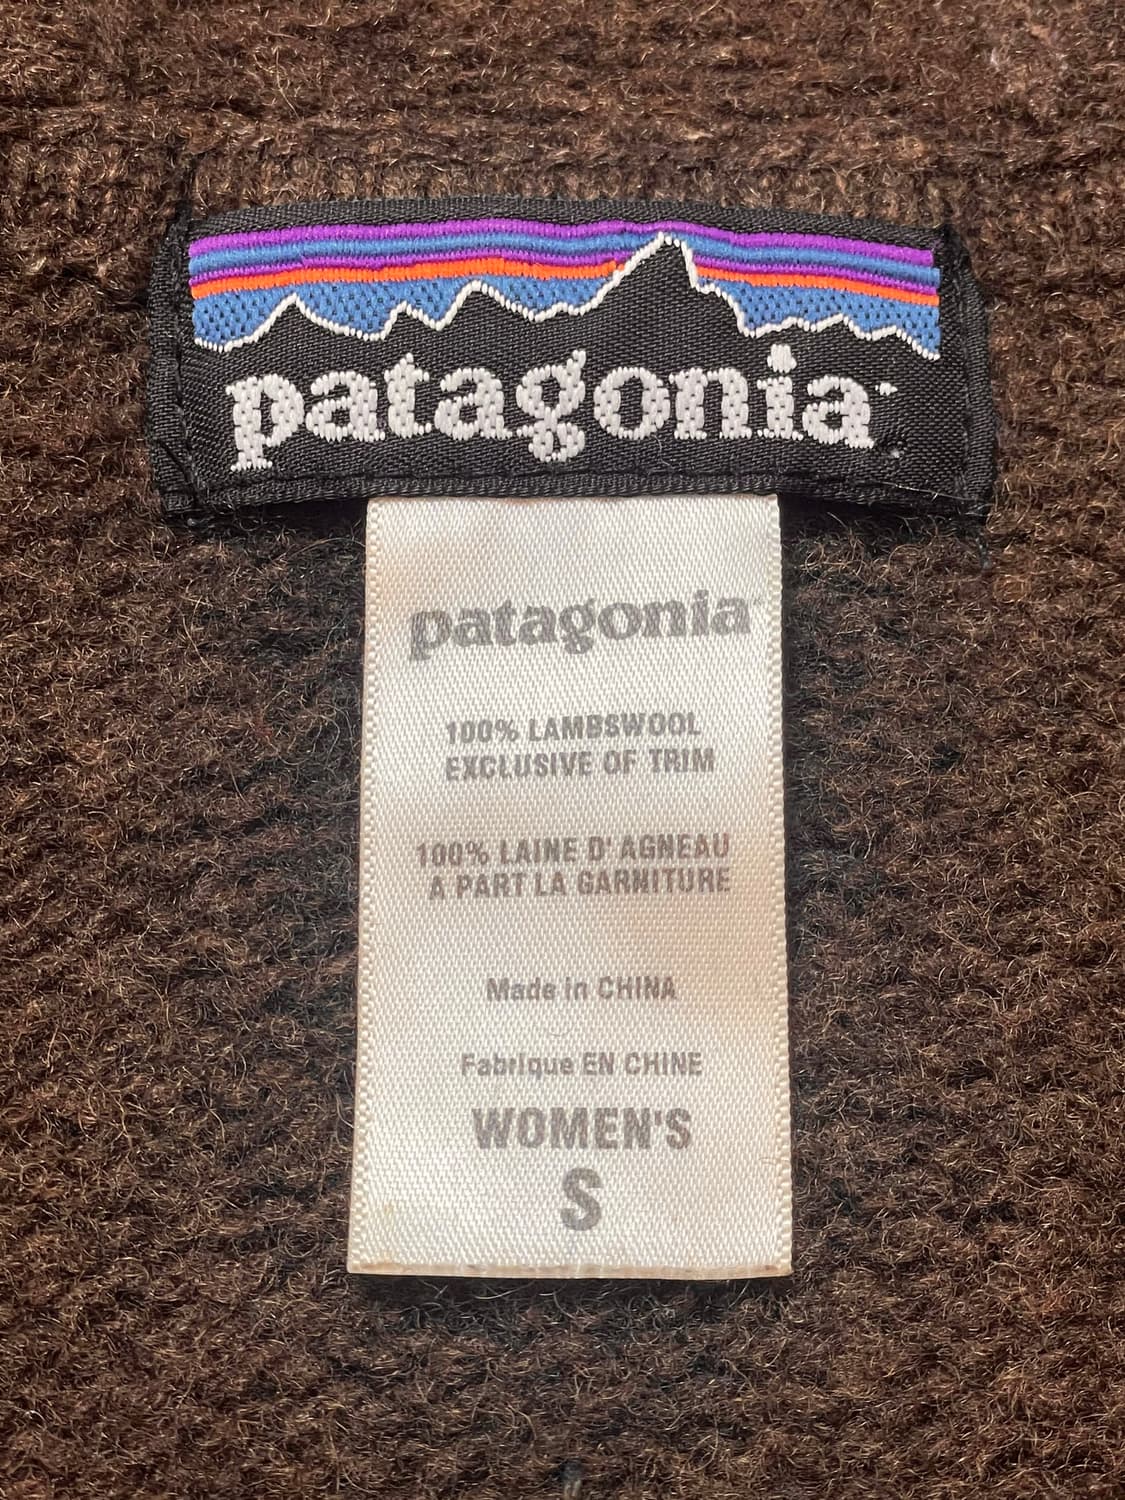 patagonia
patagonia
100% LAMBSWOOL
EXCLUSIVE OF TRIM
100% LAINE D' AGNEAU
A PART LA GARNITURE
Made in CHINA
Fabrique EN CHINE
WOMEN'S
S